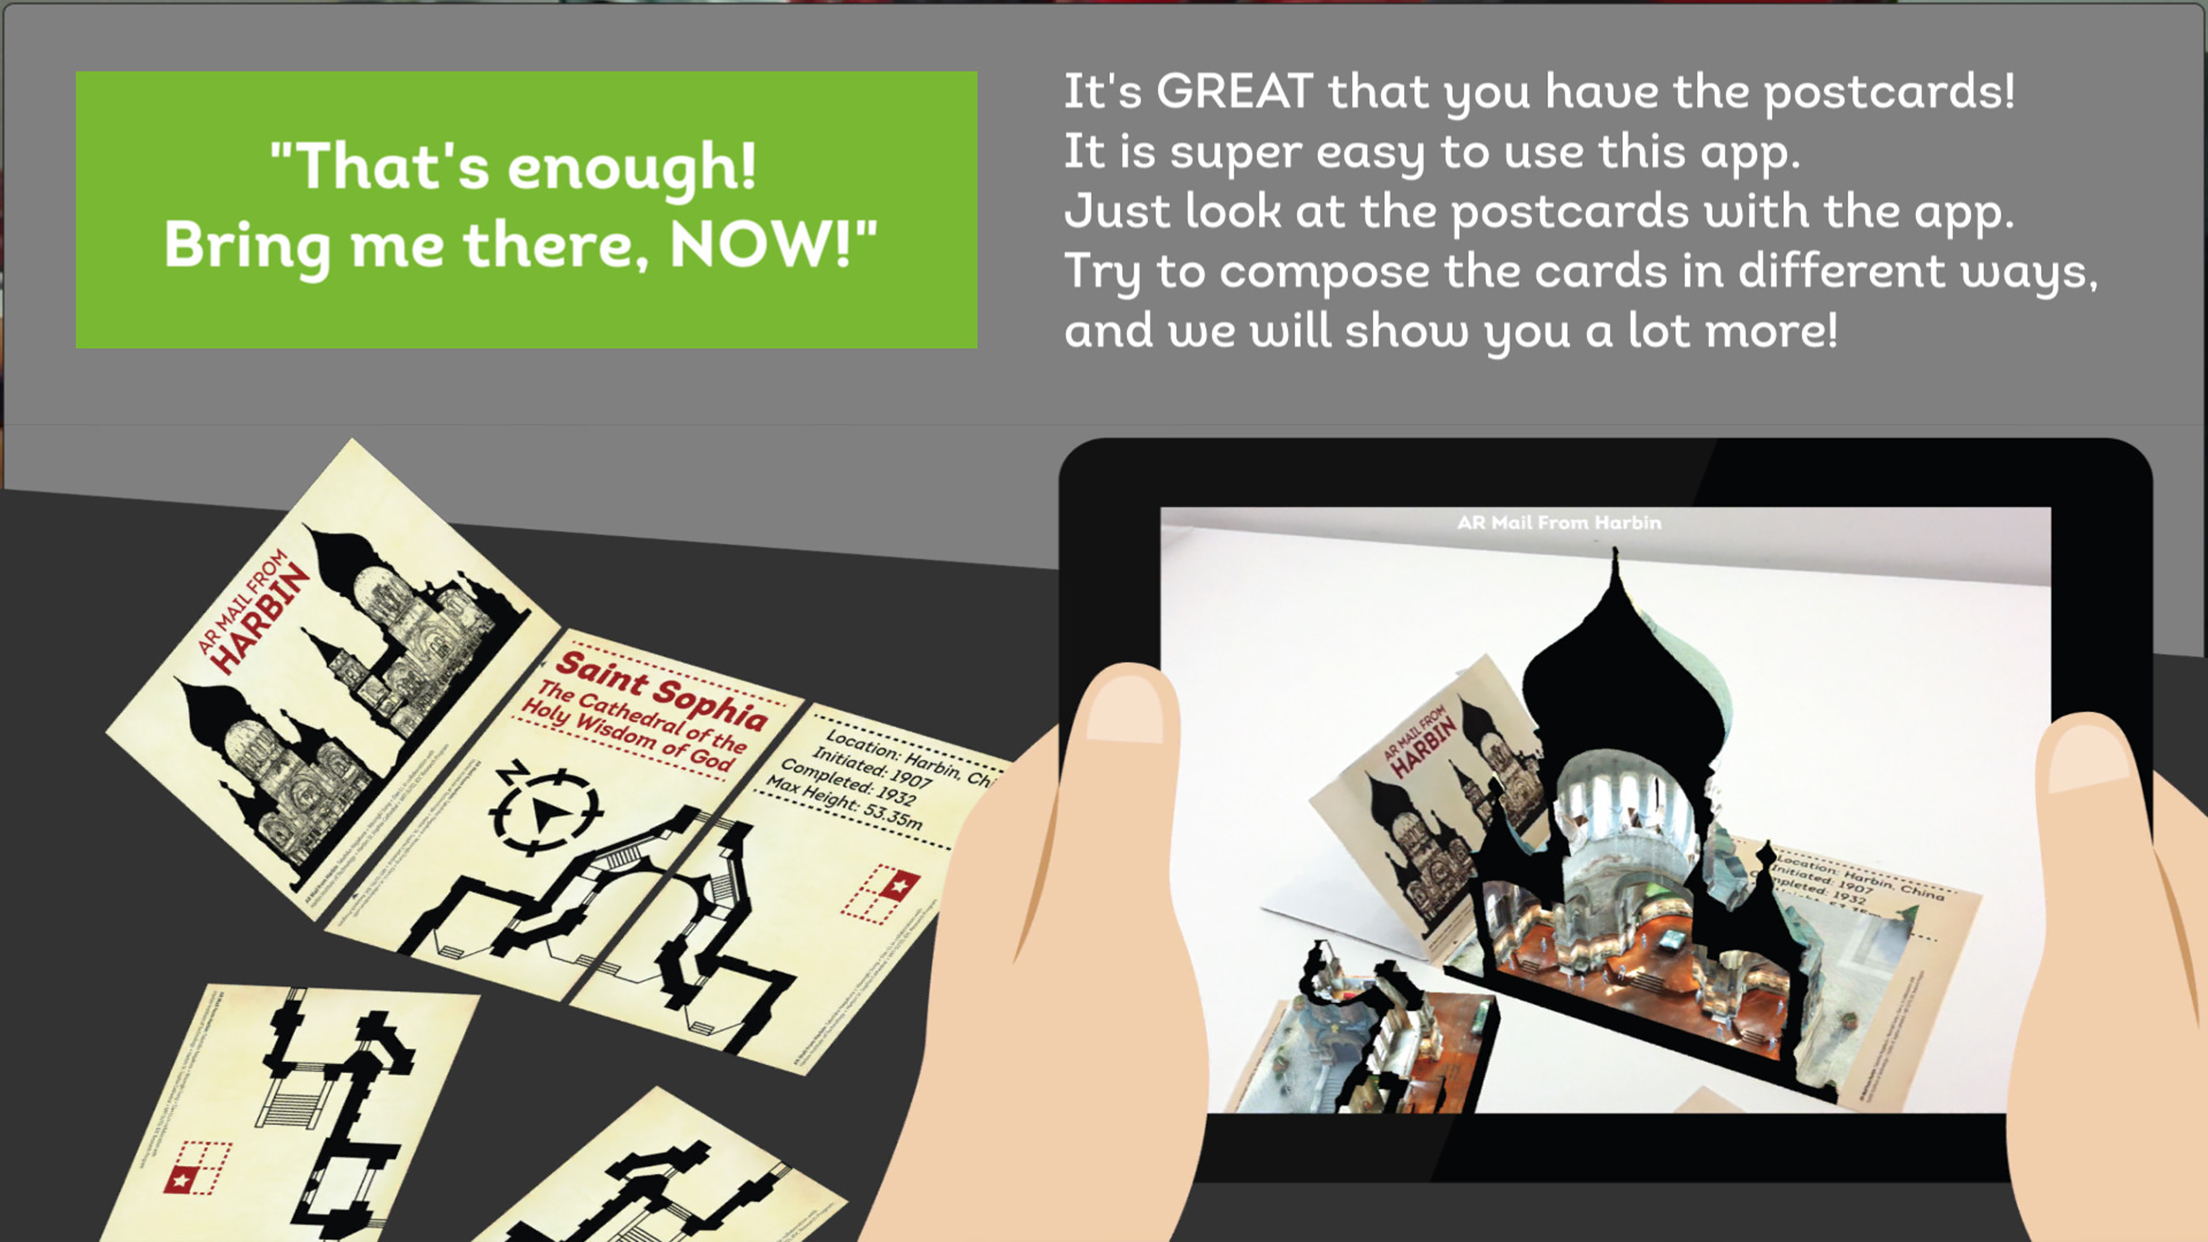 "That's enough!
Bring me there, NOW!"
It's GREAT that you have the postcards!
It is super easy to use this app.
Just look at the postcards with the app.
Try to compose the cards in different ways,
and we will show you a lot more!
AR MAIL FROM
HARBIN
Saint Sophia
The Cathedral of the
Holy Wisdom of God
N
Location: Harbin, Chi
Initiated: 1907
Completed: 1932
Max Height: 53.35m
AR Mail From Harbin
AR MAIL FROM
HARBIN
Location: Harbin, China
Initiated: 1907
Completed: 1932